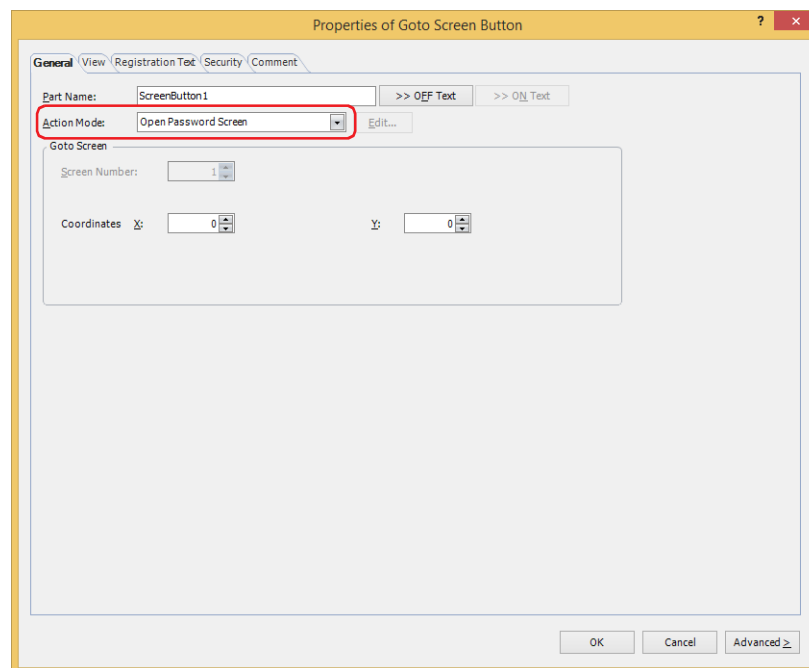 Properties of Goto Screen Button ? ×
General View Registration Text Security Comment
Part Name: ScreenButton1 >> OFF Text >> ON Text
Action Mode: Open Password Screen Edit...
Goto Screen
Screen Number: 1
Coordinates X: 0 Y: 0
OK Cancel Advanced >